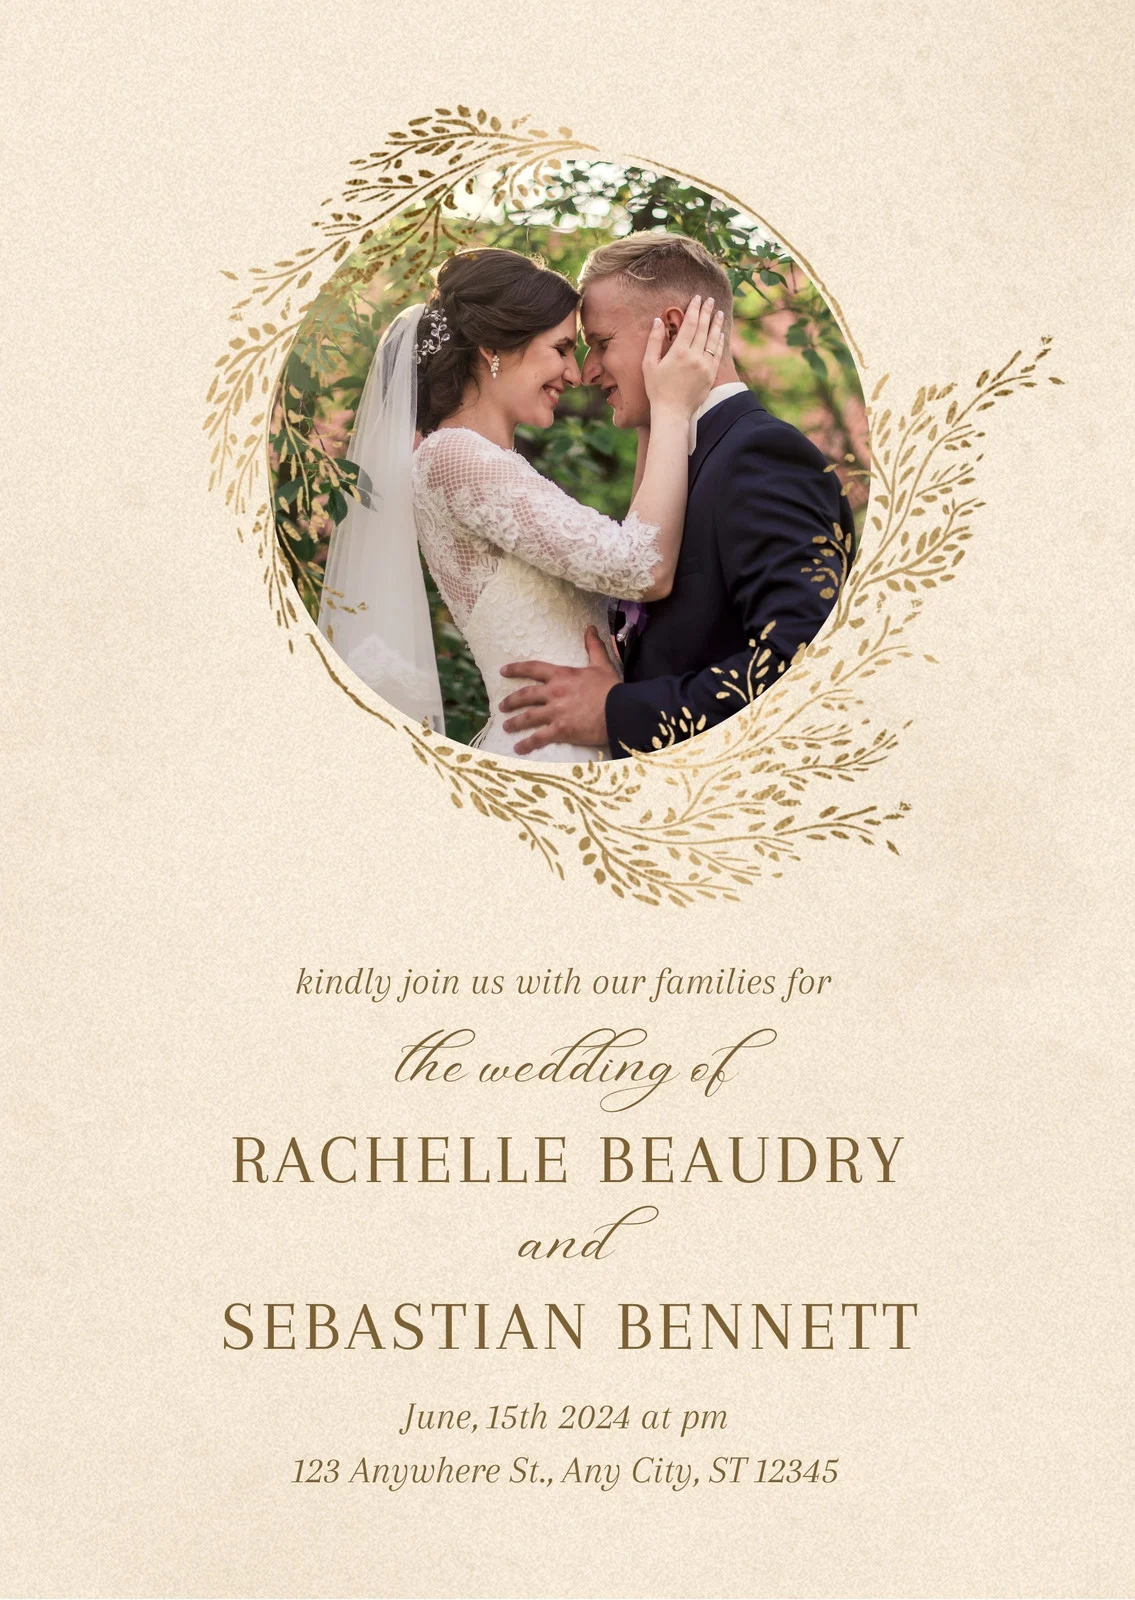 kindly join us with our families for
the wedding of
RACHELLE BEAUDRY
and
SEBASTIAN BENNETT
June, 15th 2024 at pm
123 Anywhere St., Any City, ST 12345